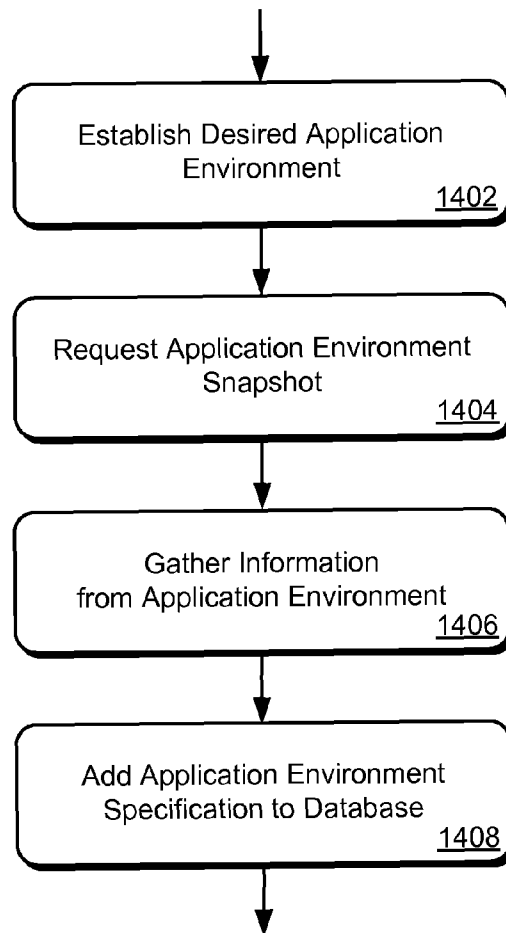 Establish Desired Application
Environment
1402
Request Application Environment
Snapshot
1404
Gather Information
from Application Environment
1406
Add Application Environment
Specification to Database
1408